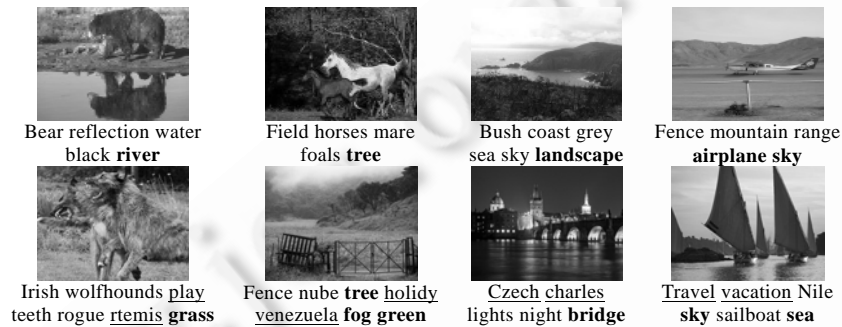 Bear reflection water
black river
Field horses mare
foals tree
Bush coast grey
sea sky landscape
Fence mountain range
airplane sky
Irish wolfhounds play
teeth rogue rtemis grass
Fence nube tree holidy
venezuela fog green
Czech charles
lights night bridge
Travel vacation Nile
sky sailboat sea